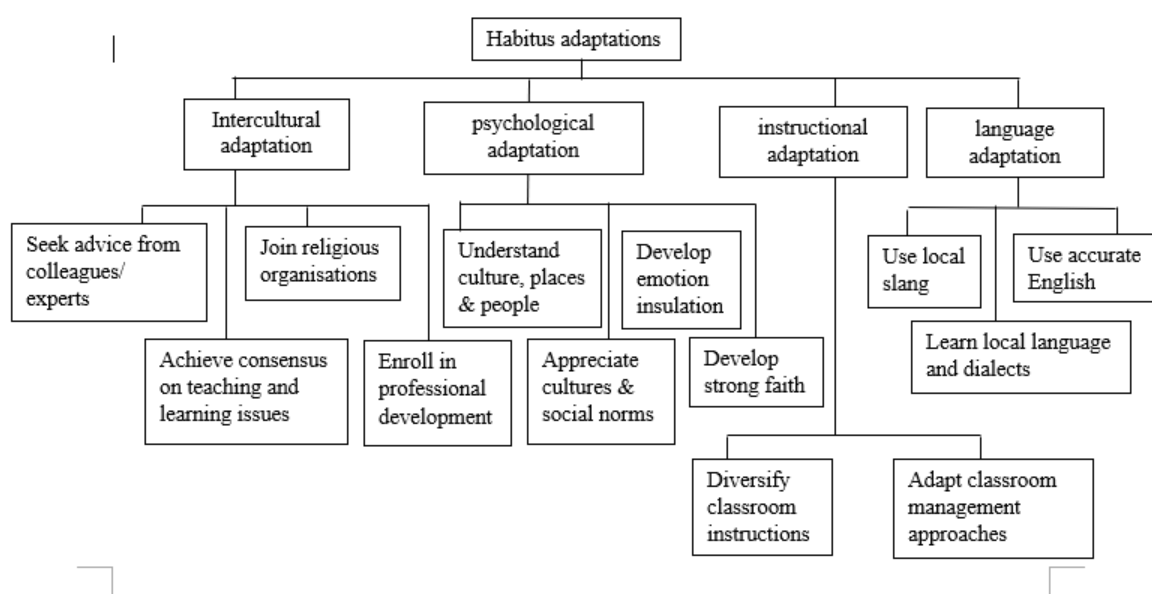 Habitus adaptations
Intercultural
adaptation
psychological
adaptation
instructional
adaptation
language
adaptation
Seek advice from
colleagues/
experts
Join religious
organisations
Achieve consensus
on teaching and
learning issues
Enroll in
professional
development
Understand
culture, places
& people
Develop
emotion
insulation
Appreciate
cultures &
social norms
Develop
strong faith
Diversify
classroom
instructions
Adapt classroom
management
approaches
Use local
slang
Use accurate
English
Learn local language
and dialects